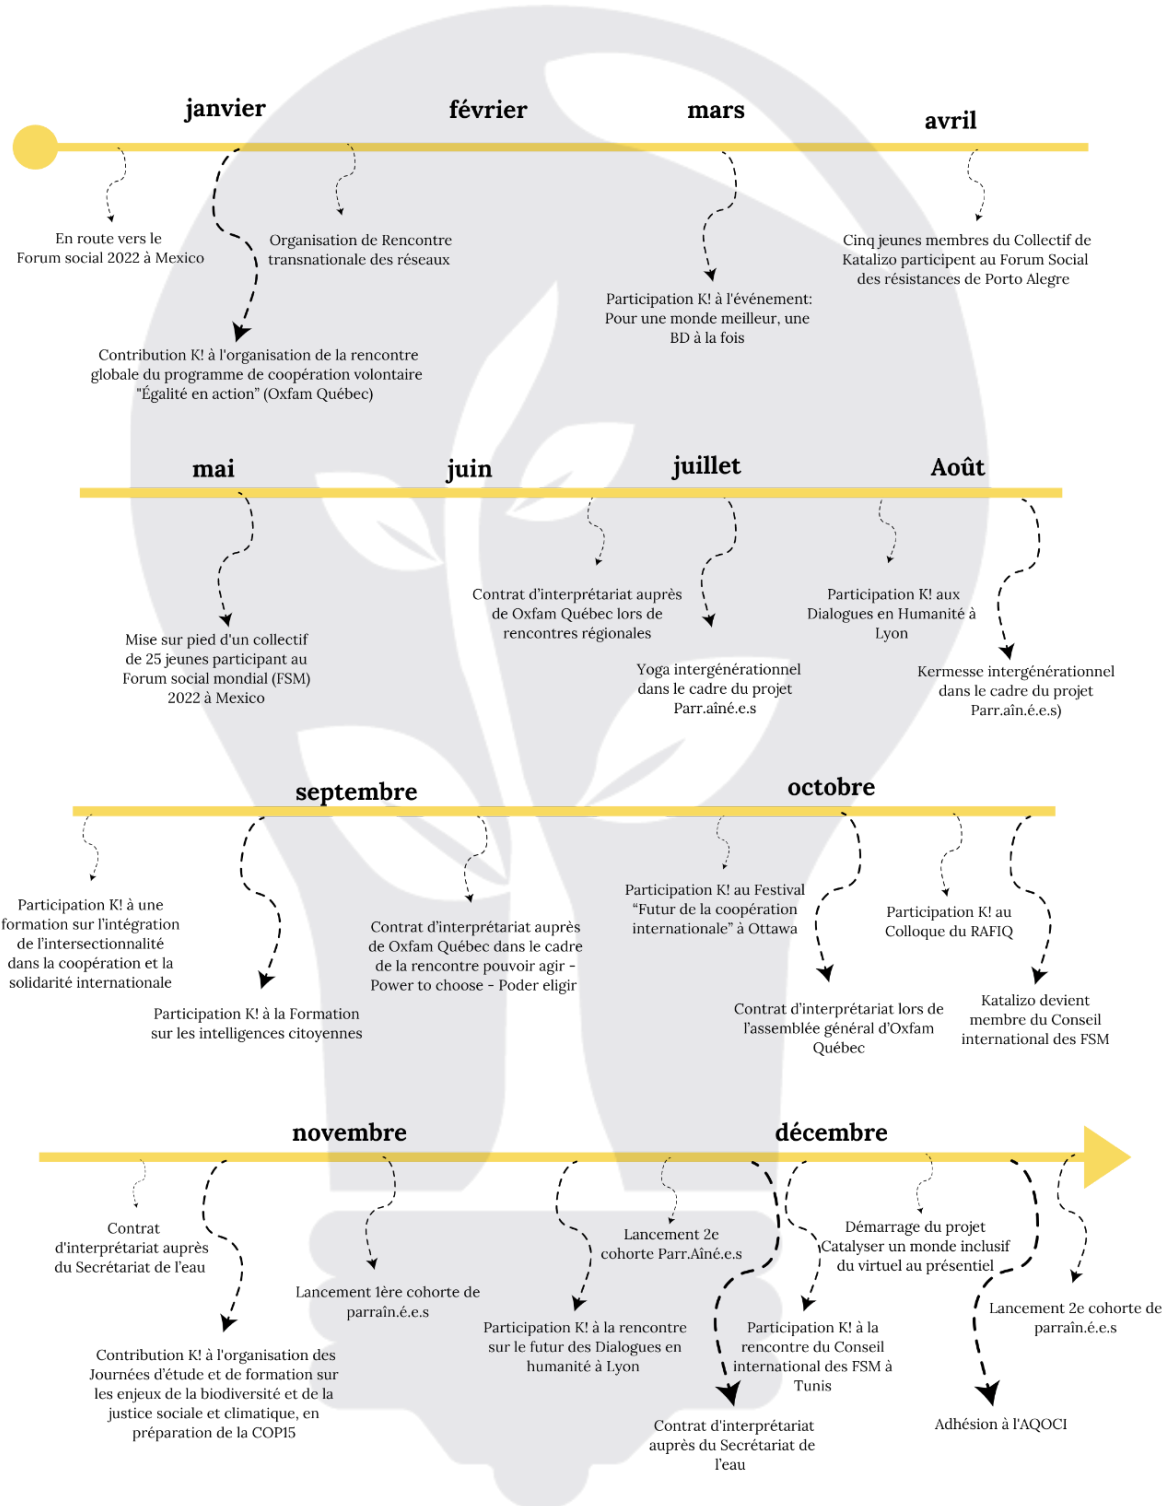 janvier
février
mars
avril
En route vers le
Forum social 2022 à Mexico
Contribution K! à l'organisation de la rencontre
globale du programme de coopération volontaire
"Égalité en action” (Oxfam Québec)
Organisation de Rencontre
transnationale des réseaux
Participation K! à l'événement:
Pour une monde meilleur, une
BD à la fois
Cinq jeunes membres du Collectif de
Katalizo participent au Forum Social
des résistances de Porto Alegre
mai
juin
juillet
Août
Mise sur pied d'un collectif
de 25 jeunes participant au
Forum social mondial (FSM)
2022 à Mexico
Contrat d’interprétariat auprès
de Oxfam Québec lors de
rencontres régionales
Yoga intergénérationnel
dans le cadre du projet
Parr.aîné.e.s
Participation K! aux
Dialogues en Humanité à
Lyon
Kermesse intergénérationnel
dans le cadre du projet
Parr.aîn.é.e.s)
septembre
octobre
Participation K! à une
formation sur l’intégration
de l’intersectionnalité
dans la coopération et la
solidarité internationale
Participation K! à la Formation
sur les intelligences citoyennes
Contrat d’interprétariat auprès
de Oxfam Québec dans le cadre
de la rencontre pouvoir agir -
Power to choose - Poder eligir
Participation K! au Festival
“Futur de la coopération
internationale” à Ottawa
Contrat d’interprétariat lors de
l’assemblée général d’Oxfam
Québec
Participation K! au
Colloque du RAFIQ
Katalizo devient
membre du Conseil
international des FSM
novembre
décembre
Contrat
d'interprétariat auprès
du Secrétariat de l’eau
Contribution K! à l'organisation des
Journées d’étude et de formation sur
les enjeux de la biodiversité et de la
justice sociale et climatique, en
préparation de la COP15
Lancement 1ère cohorte de
parraîn.é.e.s
Participation K! à la rencontre
sur le futur des Dialogues en
humanité à Lyon
Lancement 2e
cohorte Parr.Aîné.e.s
Contrat d'interprétariat
auprès du Secrétariat de
l’eau
Participation K! à la
rencontre du Conseil
international des FSM à
Tunis
Démarrage du projet
Catalyser un monde inclusif
du virtuel au présentiel
Adhésion à l'AQOCI
Lancement 2e cohorte de
parraîn.é.e.s